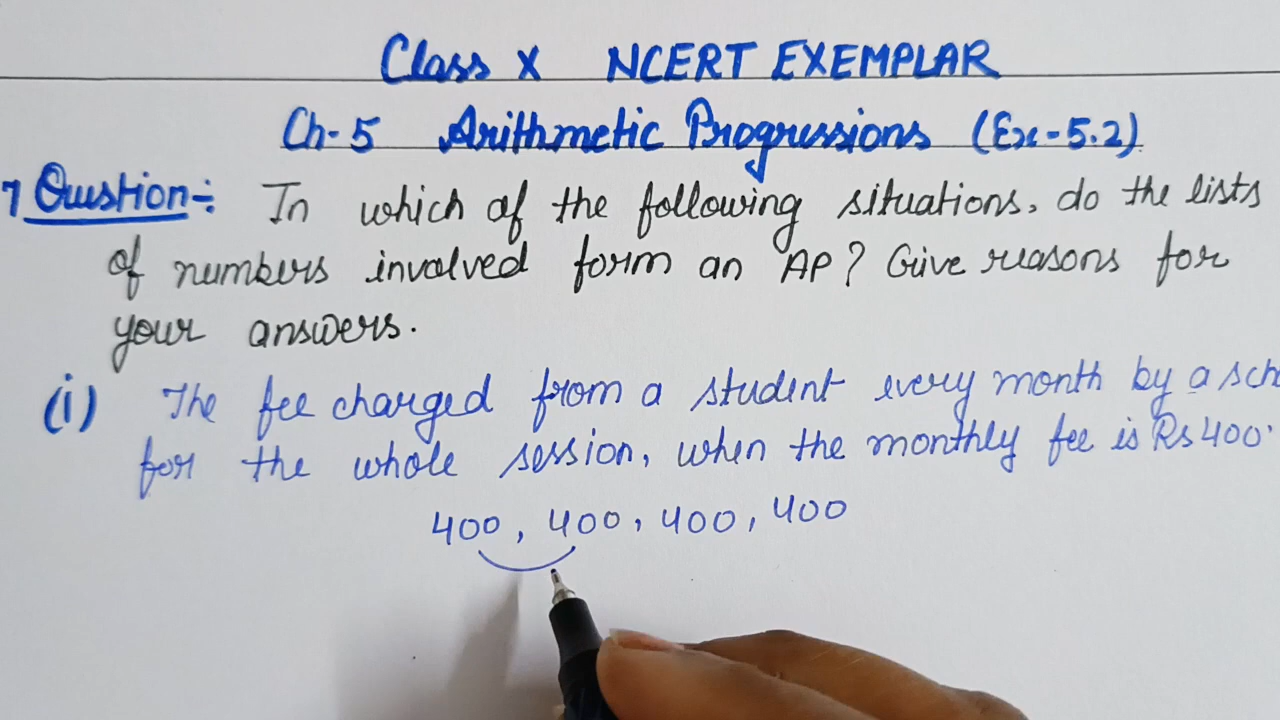 Class X NCERT EXEMPLAR
Ch-5 Arithmetic Progressions (Ex-5.2)
7 Question:- In which of the following situations, do the lists
of numbers involved form an AP? Give reasons for
your answers.
(i) The fee charged from a student every month by a sch
for the whole session, when the monthly fee is Rs 400.
400, 400, 400, 400